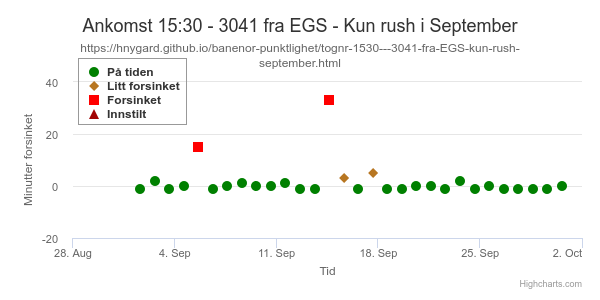 Ankomst 15:30 - 3041 fra EGS - Kun rush i September
https://hnygard.github.io/banenor-punktlighet/tognr-1530---3041-fra-EGS-kun-rush-
september.html
På tiden
Litt forsinket
Forsinket
Innstilt
Minutter forsinket
40
20
0
-20
28. Aug
4. Sep
11. Sep
18. Sep
25. Sep
2. Oct
Tid
Highcharts.com